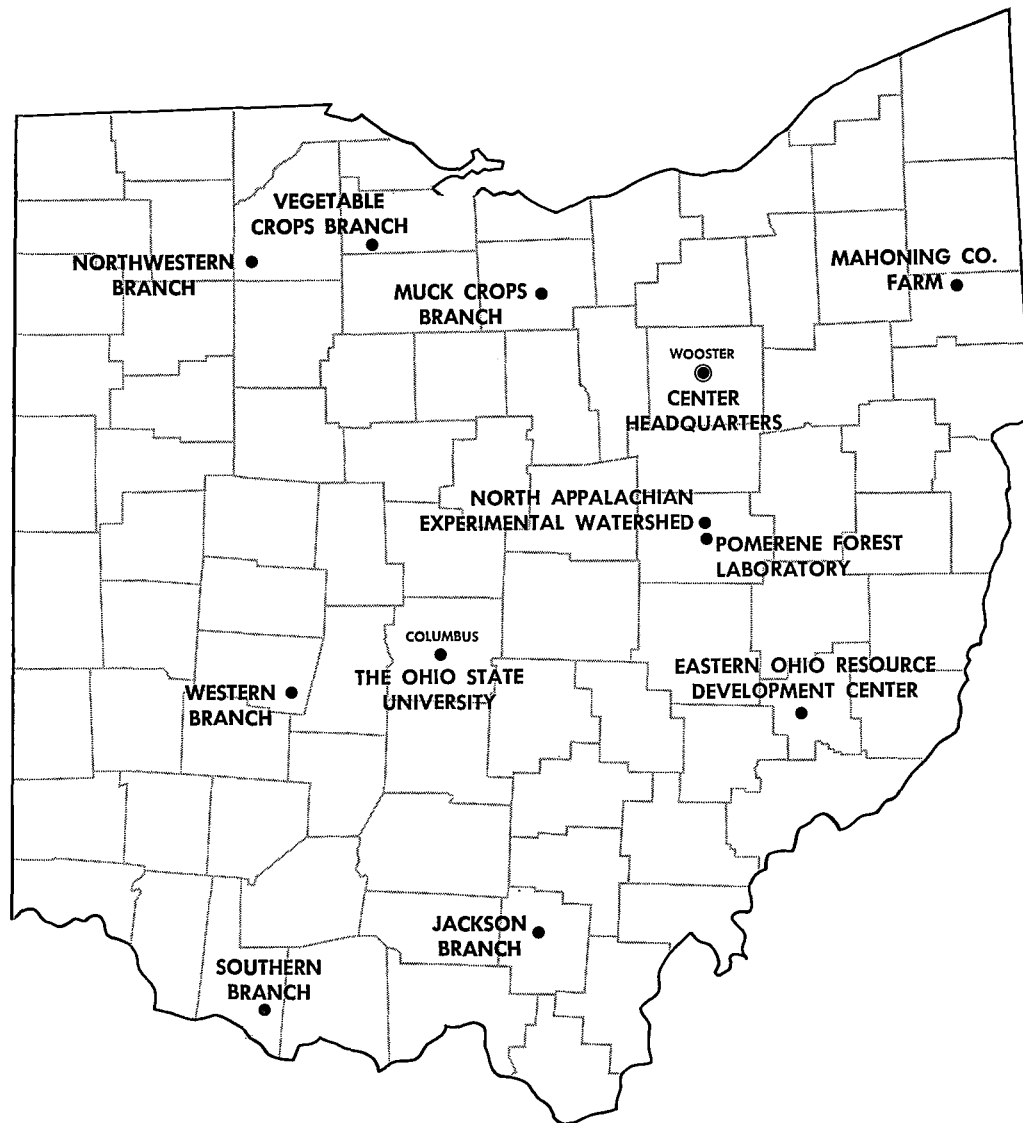 VEGETABLE
CROPS BRANCH
NORTHWESTERN
BRANCH
MAHONING CO.
FARM
MUCK CROPS
BRANCH
WOOSTER
CENTER
HEADQUARTERS
NORTH APPALACHIAN
EXPERIMENTAL WATERSHED
POMERENE FOREST
LABORATORY
COLUMBUS
THE OHIO STATE
UNIVERSITY
EASTERN OHIO RESOURCE
DEVELOPMENT CENTER
WESTERN
BRANCH
JACKSON
BRANCH
SOUTHERN
BRANCH